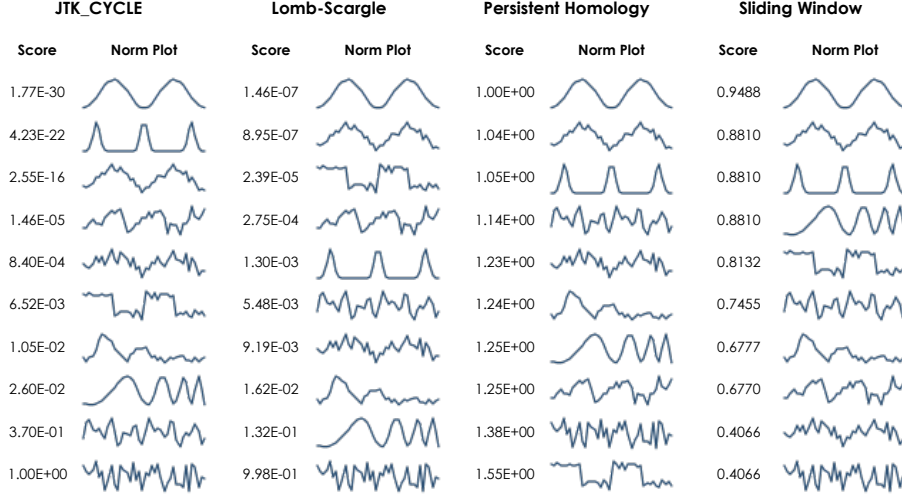 JTK_CYCLE Lomb-Scargle Persistent Homology Sliding Window
Score Norm Plot Score Norm Plot Score Norm Plot Score Norm Plot
1.77E-30 1.46E-07 1.00E+00 0.9488
4.23E-22 8.95E-07 1.04E+00 0.8810
2.55E-16 2.39E-05 1.05E+00 0.8810
1.46E-05 2.75E-04 1.14E+00 0.8810
8.40E-04 1.30E-03 1.23E+00 0.8132
6.52E-03 5.48E-03 1.24E+00 0.7455
1.05E-02 9.19E-03 1.25E+00 0.6777
2.60E-02 1.62E-02 1.25E+00 0.6770
3.70E-01 1.32E-01 1.38E+00 0.4066
1.00E+00 9.98E-01 1.55E+00 0.4066